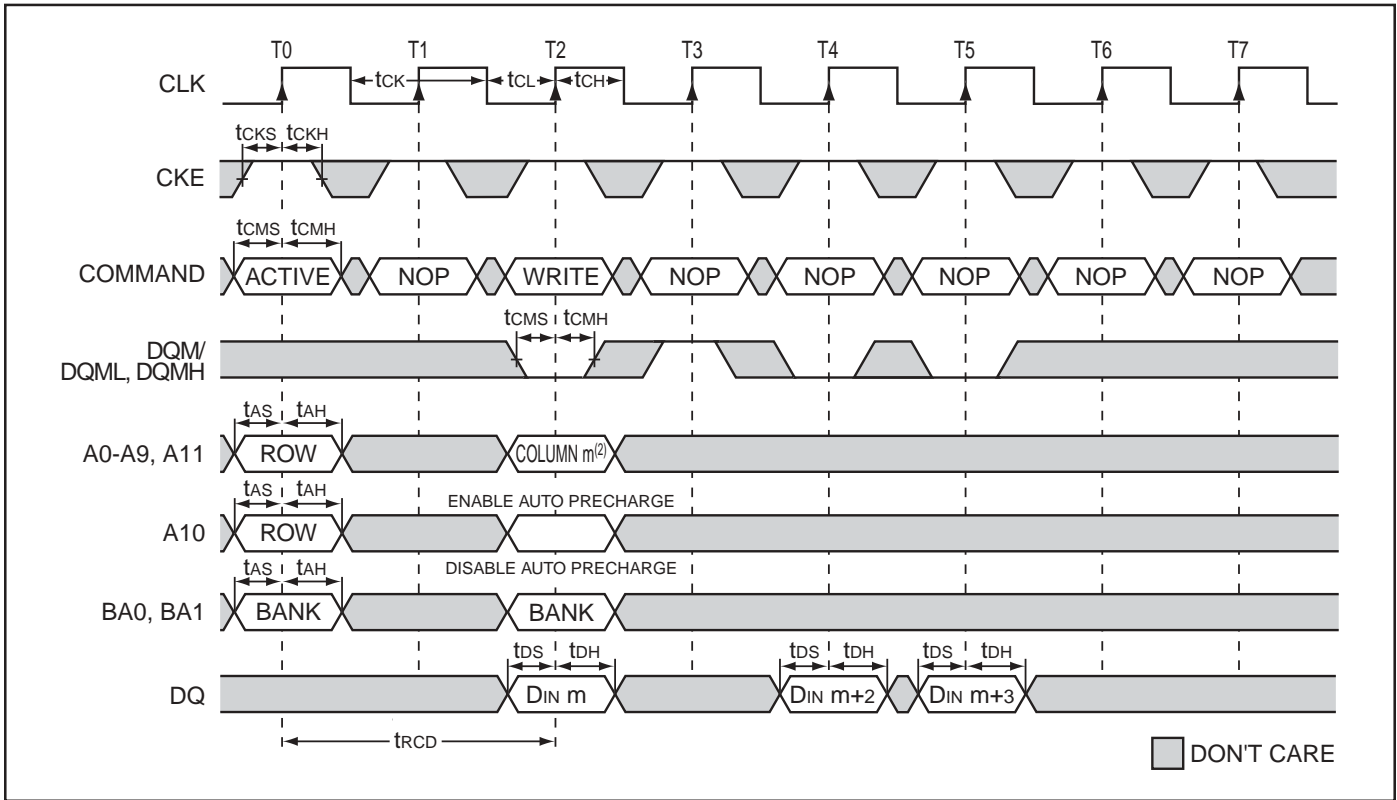 T0 T1 T2 T3 T4 T5 T6 T7
CLK tCK tCL tCH
tCKS tCKH
CKE
tCMS tCMH
COMMAND ACTIVE NOP WRITE NOP NOP NOP NOP NOP
tCMS tCMH
DQM/
DQML, DQMH
tAS tAH
A0-A9, A11 ROW COLUMN m(2)
tAS tAH ENABLE AUTO PRECHARGE
A10 ROW
tAS tAH DISABLE AUTO PRECHARGE
BA0, BA1 BANK BANK
tDS tDH tDS tDH tDS tDH
DQ DIN m DIN m+2 DIN m+3
tRCD
DON'T CARE